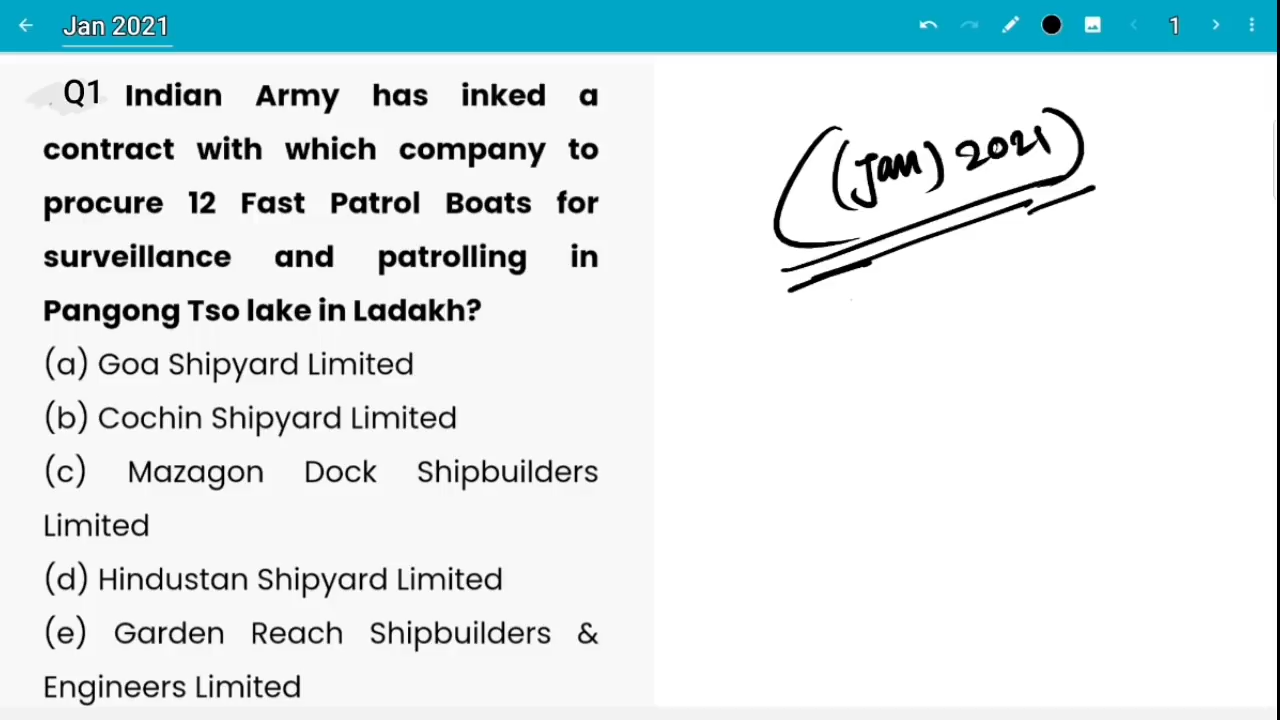 Jan 2021
1
Q1 Indian Army has inked a
contract with which company to
procure 12 Fast Patrol Boats for
surveillance and patrolling in
Pangong Tso lake in Ladakh?
(a) Goa Shipyard Limited
(b) Cochin Shipyard Limited
(c) Mazagon Dock Shipbuilders
Limited
(d) Hindustan Shipyard Limited
(e) Garden Reach Shipbuilders &
Engineers Limited
(Jan) 2021)